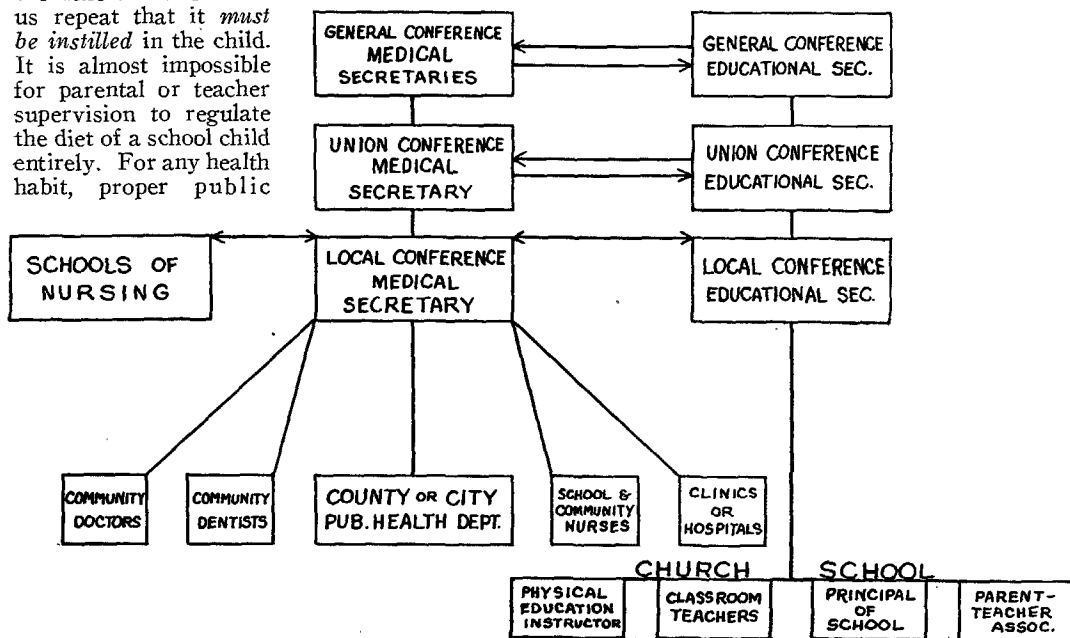 us repeat that it must
be instilled in the child.
It is almost impossible
for parental or teacher
supervision to regulate
the diet of a school child
entirely. For any health
habit, proper public
GENERAL CONFERENCE
MEDICAL
SECRETARIES
GENERAL CONFERENCE
EDUCATIONAL SEC.
UNION CONFERENCE
MEDICAL
SECRETARY
UNION CONFERENCE
EDUCATIONAL SEC.
SCHOOLS OF
NURSING
LOCAL CONFERENCE
MEDICAL
SECRETARY
LOCAL CONFERENCE
EDUCATIONAL SEC.
COMMUNITY
DOCTORS
COMMUNITY
DENTISTS
COUNTY OR CITY
PUB. HEALTH DEPT.
SCHOOL &
COMMUNITY
NURSES
CLINICS
OR
HOSPITALS
CHURCH SCHOOL
PHYSICAL
EDUCATION
INSTRUCTOR
CLASSROOM
TEACHERS
PRINCIPAL
OF
SCHOOL
PARENT-
TEACHER
ASSOC.